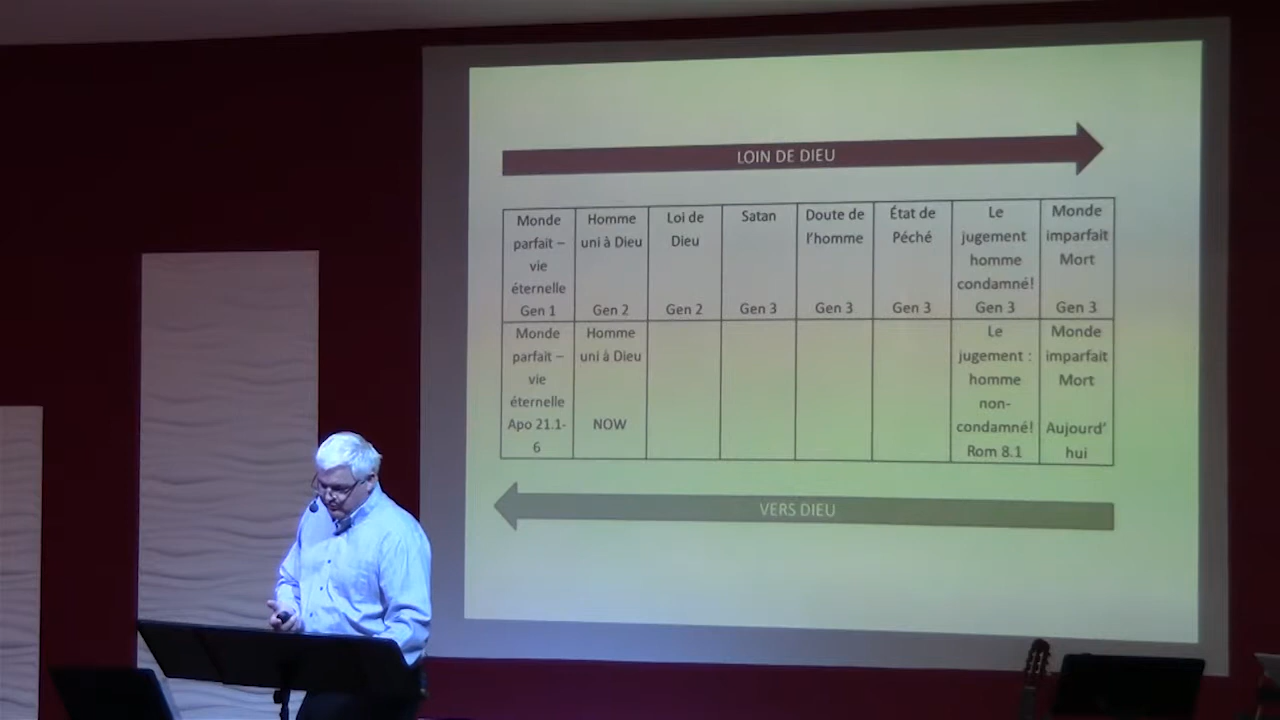 LOIN DE DIEU
Monde
parfait –
vie
éternelle
Gen 1
Homme
uni à Dieu
Gen 2
Loi de
Dieu
Gen 2
Satan
Gen 3
Doute de
l'homme
Gen 3
État de
Péché
Gen 3
Le
jugement
homme
condamné!
Gen 3
Monde
imparfait
Mort
Gen 3
Monde
parfait –
vie
éternelle
Apo 21.1-
6
Homme
uni à Dieu
NOW
Le
jugement :
homme
non-
condamné!
Rom 8.1
Monde
imparfait
Mort
Aujourd'
hui
VERS DIEU